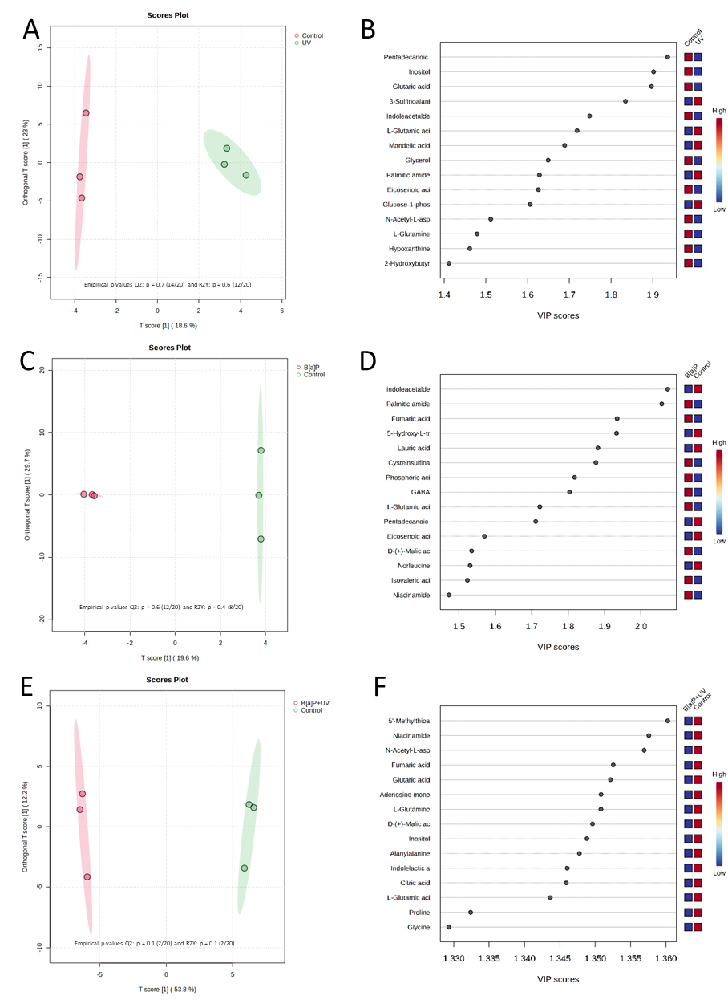 A
Scores Plot
Control
UV
Orthogonal T score [1] ( 23 %)
15
10
5
0
-5
-10
-15
Empirical p-values Q2: p = 0.7 (14/20) and R2Y: p = 0.6 (12/20)
-4 -2 0 2 4 6
T score [1] ( 18.6 %)
B
Control
UV
Pentadecanoic
Inositol
Glutaric acid
3-Sulfinoalani
Indoleacetalde
L-Glutamic aci
Mandelic acid
Glycerol
Palmitic amide
Eicosenoic aci
Glucose-1-phos
N-Acetyl-L-asp
L-Glutamine
Hypoxanthine
2-Hydroxybutyr
1.4 1.5 1.6 1.7 1.8 1.9
VIP scores
High
Low
C
Scores Plot
B[a]P
Control
Orthogonal T score [1] ( 29.7 %)
20
10
0
-10
-20
Empirical p-values Q2: p = 0.6 (12/20) and R2Y: p = 0.4 (8/20)
-4 -2 0 2 4
T score [1] ( 19.6 %)
D
B[a]P
Control
indoleacetalde
Palmitic amide
Fumaric acid
5-Hydroxy-L-tr
Lauric acid
Cysteinsulfina
Phosphoric aci
GABA
L-Glutamic aci
Pentadecanoic
Eicosenoic aci
D-(+)-Malic ac
Norleucine
Isovaleric aci
Niacinamide
1.5 1.6 1.7 1.8 1.9 2.0
VIP scores
High
Low
E
Scores Plot
B[a]P+UV
Control
Orthogonal T score [1] ( 12.2 %)
10
5
0
-5
-10
Empirical p-values Q2: p = 0.1 (2/20) and R2Y: p = 0.1 (2/20)
-5 0 5
T score [1] ( 53.8 %)
F
B[a]P+UV
Control
5'-Methylthioa
Niacinamide
N-Acetyl-L-asp
Fumaric acid
Glutaric acid
Adenosine mono
L-Glutamine
D-(+)-Malic ac
Inositol
Alanylalanine
Indolelactic a
Citric acid
L-Glutamic aci
Proline
Glycine
1.330 1.335 1.340 1.345 1.350 1.355 1.360
VIP scores
High
Low